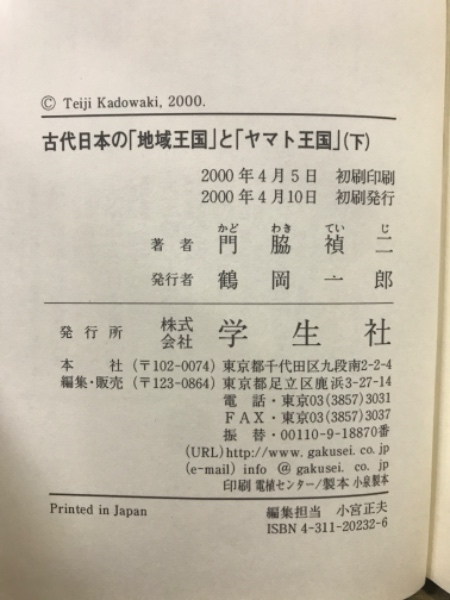 © Teiji Kadowaki, 2000.
古代日本の「地域王国」と「ヤマト王国」(下)
2000年4月5日 初刷印刷
2000年4月10日 初刷発行
かど わき てい じ
著者 門脇禎二
発行者 鶴岡一郎
発行所 株式会社 学生社
本社 (〒102-0074) 東京都千代田区九段南2-2-4
編集・販売 (〒123-0864) 東京都足立区鹿浜3-27-14
電話・東京03(3857)3031
FAX・東京03(3857)3037
振替・00110-9-18870番
(URL)http://www.gakusei.co.jp
(e-mail) info @gakusei.co.jp
印刷 電植センター/製本 小泉製本
Printed in Japan
編集担当 小宮正夫
ISBN 4-311-20232-6